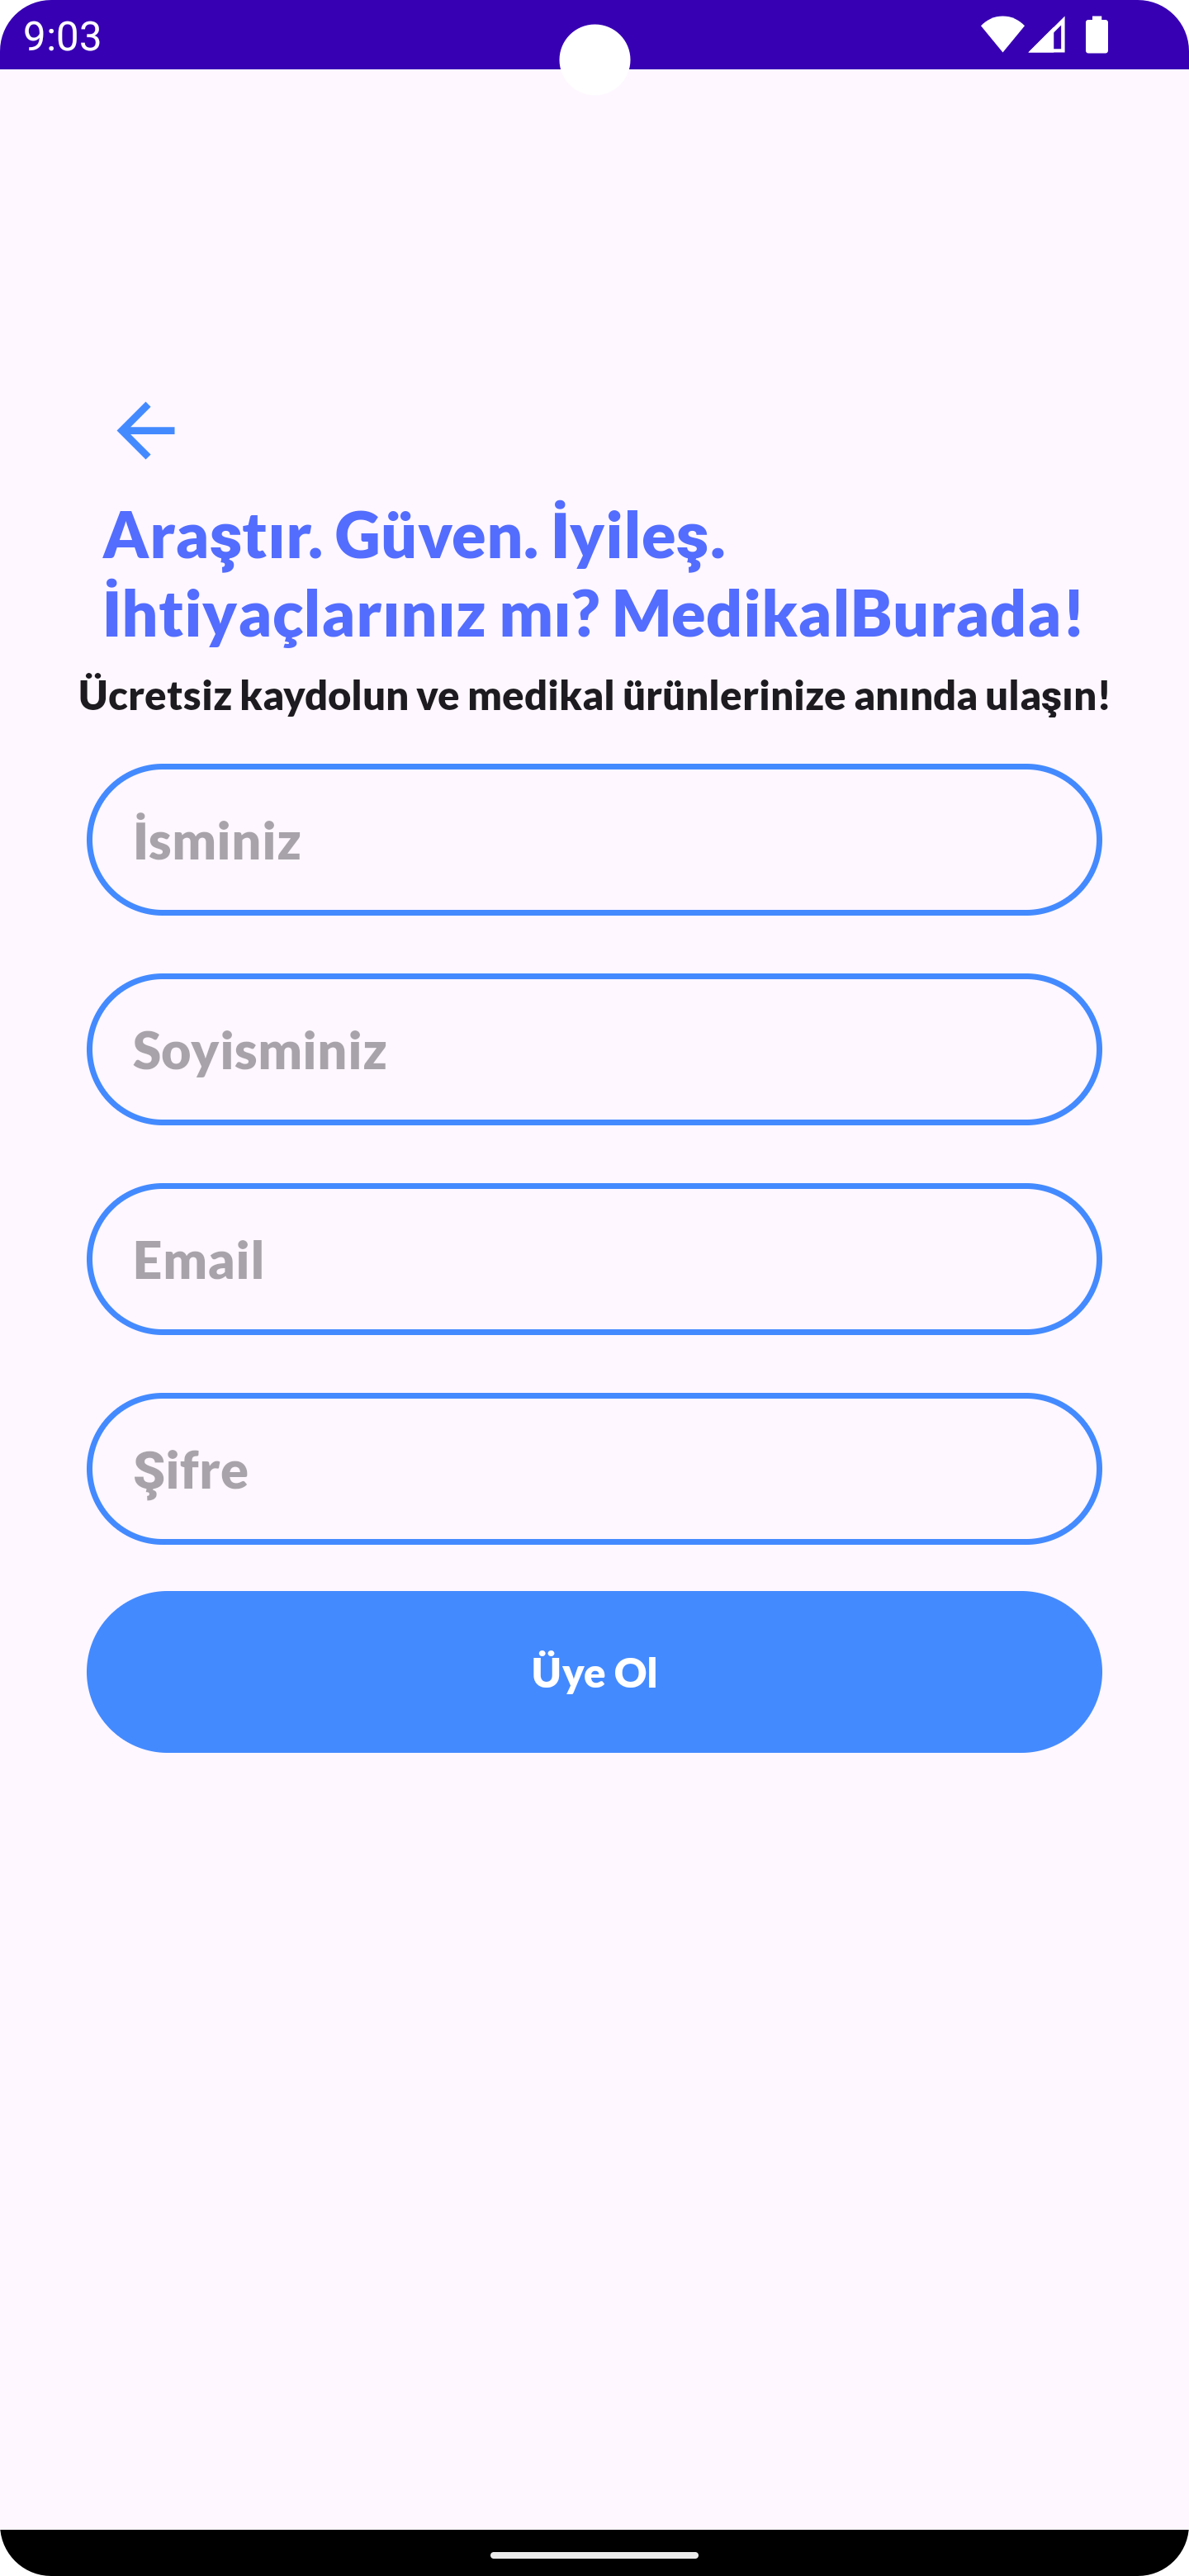 9:03
Araştır. Güven. İyileş.
İhtiyaçlarınız mı? MedikalBurada!
Ücretsiz kaydolun ve medikal ürünlerinize anında ulaşın!
İsminiz
Soyisminiz
Email
Şifre
Üye Ol